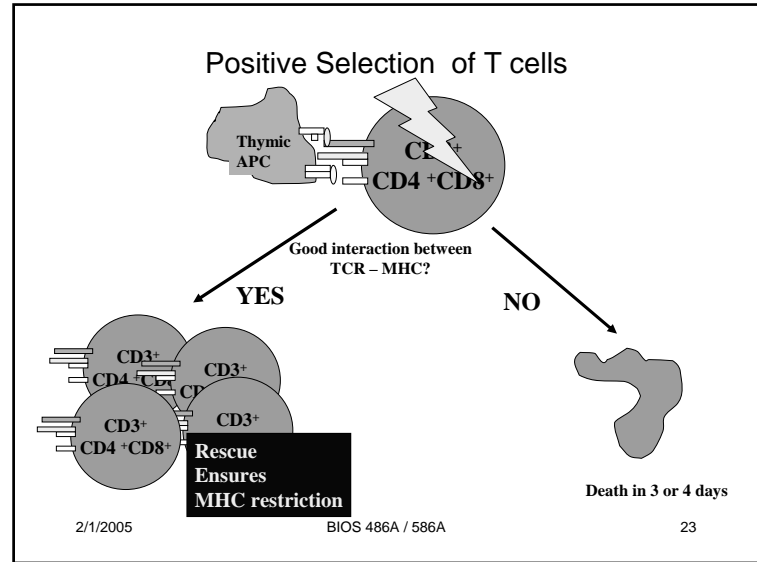 Positive Selection of T cells
Thymic
APC
CD4 +CD8+
Good interaction between
TCR – MHC?
YES
NO
CD3+
CD4 +
CD3+
CD3+
CD4 +CD8+
CD3+
Rescue
Ensures
MHC restriction
Death in 3 or 4 days
2/1/2005
BIOS 486A / 586A
23